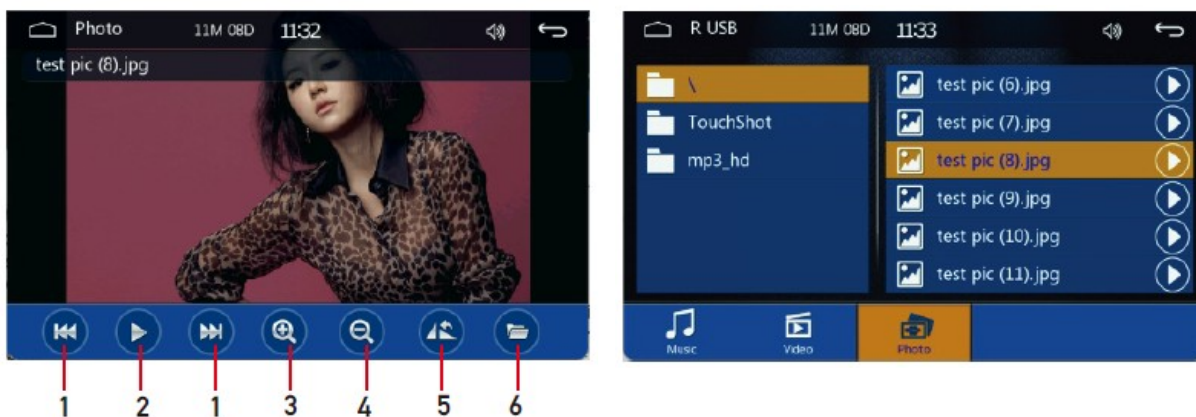 Photo 11M 08D 11:32
test pic (8).jpg
1 2 1 3 4 5 6
R USB 11M 08D 11:33
\
TouchShot
mp3_hd
test pic (6).jpg
test pic (7).jpg
test pic (8).jpg
test pic (9).jpg
test pic (10).jpg
test pic (11).jpg
Music Video Photo